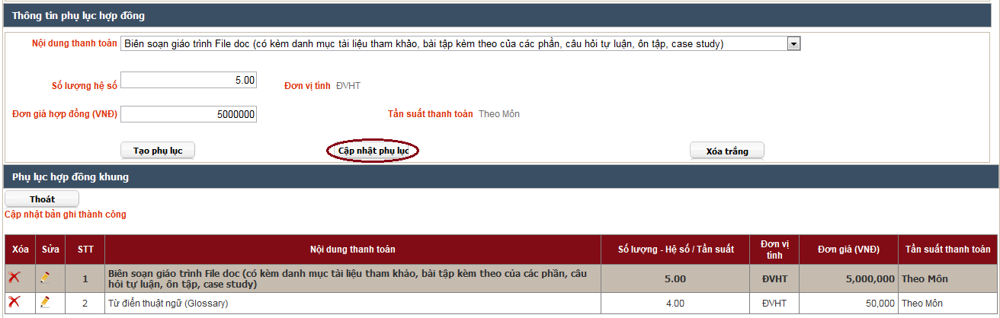 Thông tin phụ lục hợp đồng
Nội dung thanh toán Biên soạn giáo trình File doc (có kèm danh mục tài liệu tham khảo, bài tập kèm theo của các phần, câu hỏi tự luận, ôn tập, case study)
Số lượng hệ số 5.00 Đơn vị tính ĐVHT
Đơn giá hợp đồng (VNĐ) 5000000 Tần suất thanh toán Theo Môn
Tạo phụ lục Cập nhật phụ lục Xóa trắng
Phụ lục hợp đồng khung
Thoát
Cập nhật bản ghi thành công
Xóa Sửa STT Nội dung thanh toán Số lượng - Hệ số / Tần suất Đơn vị tính Đơn giá (VNĐ) Tần suất thanh toán
1 Biên soạn giáo trình File doc (có kèm danh mục tài liệu tham khảo, bài tập kèm theo của các phần, câu
hỏi tự luận, ôn tập, case study) 5.00 ĐVHT 5,000,000 Theo Môn
2 Từ điển thuật ngữ (Glossary) 4.00 ĐVHT 50,000 Theo Môn